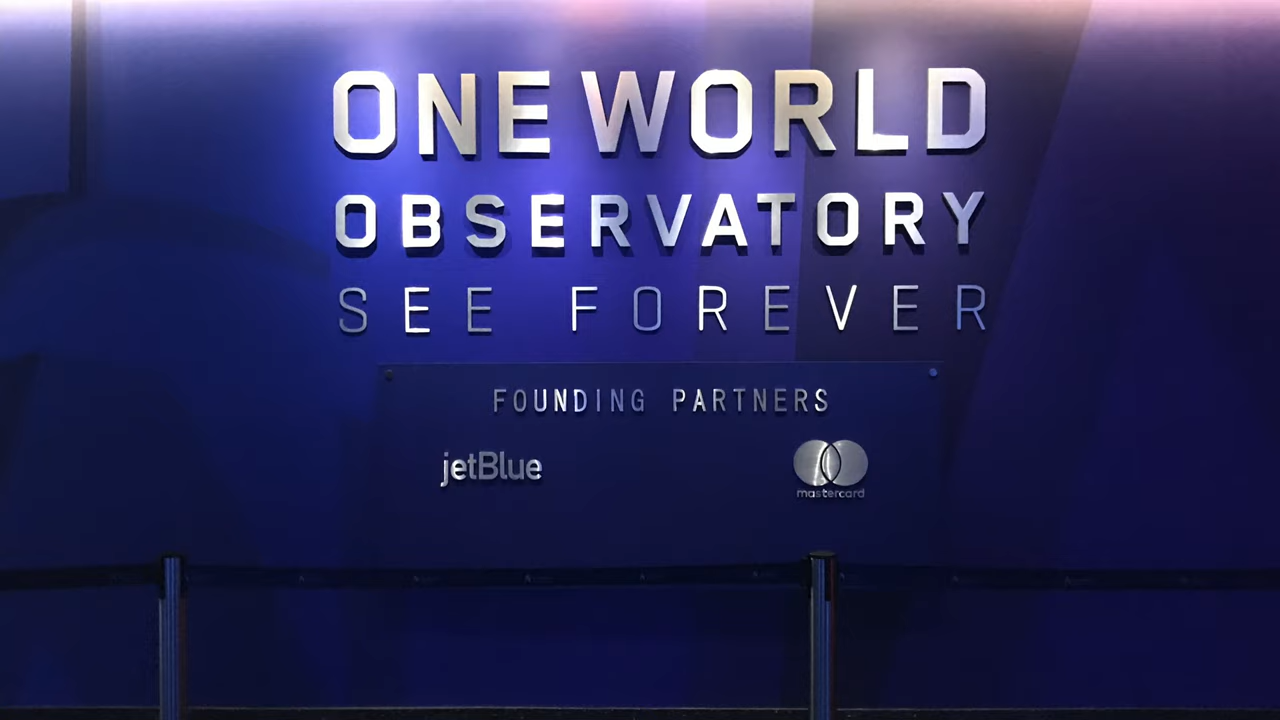 ONE WORLD
OBSERVATORY
SEE FOREVER
FOUNDING PARTNERS
jetBlue
mastercard